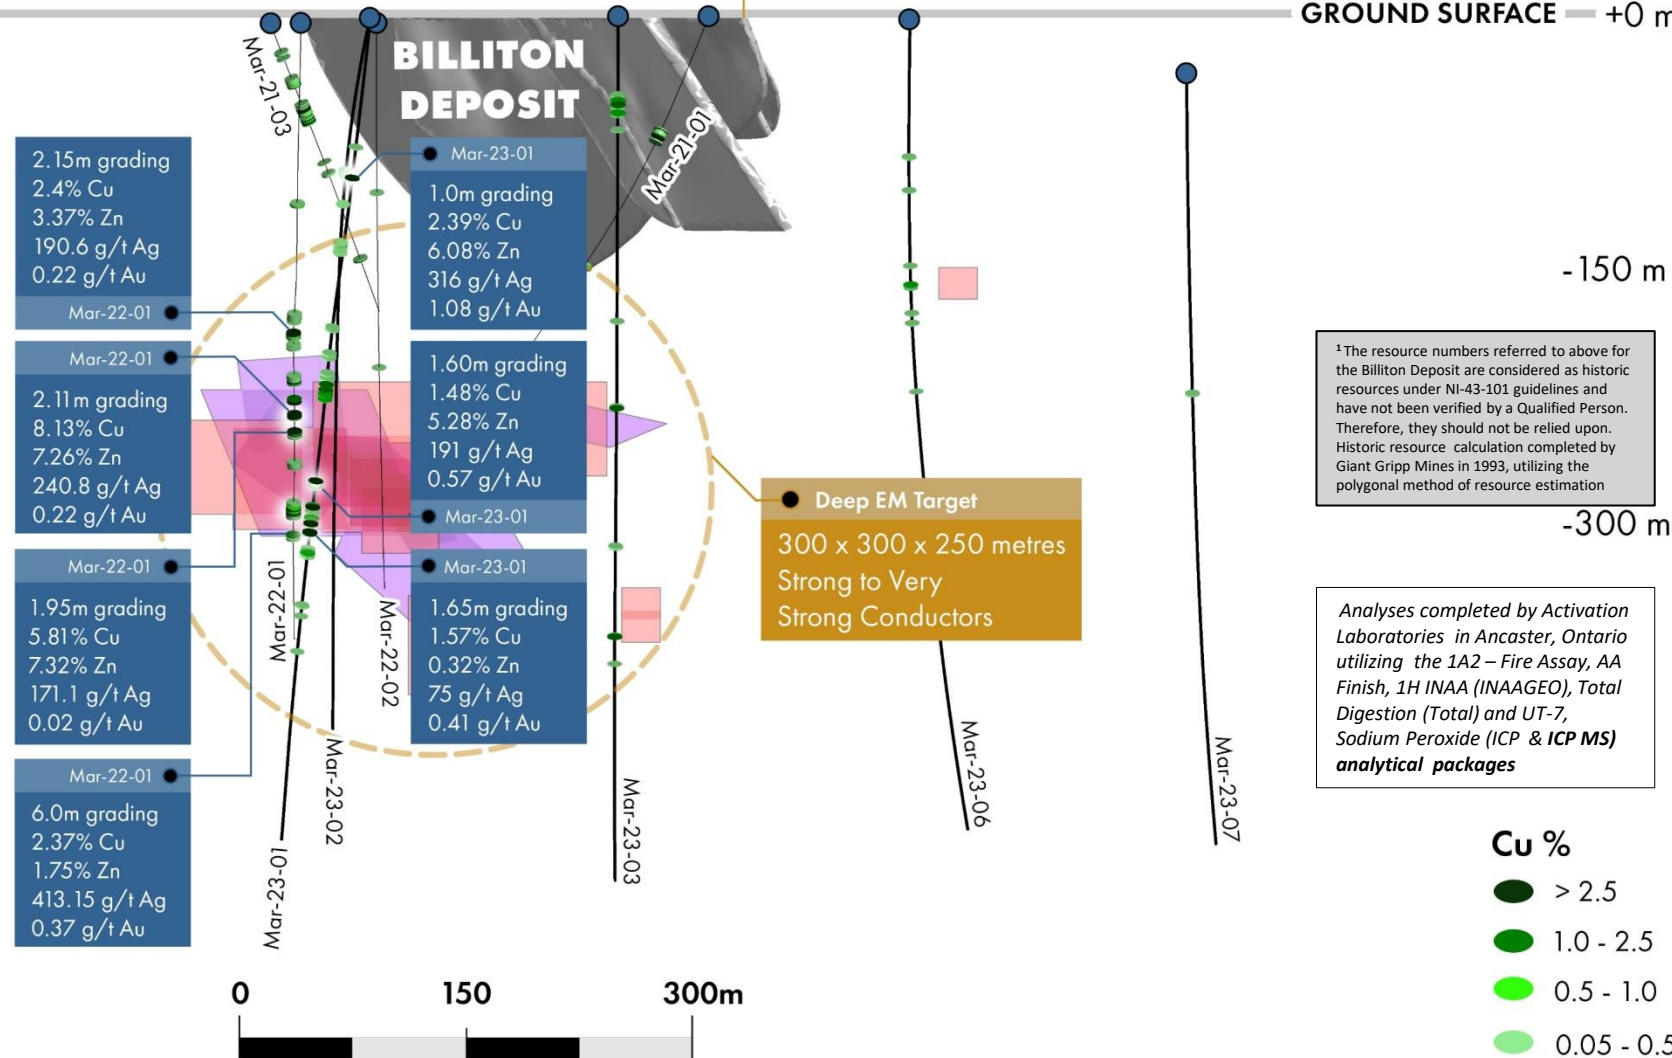 GROUND SURFACE
+0 m
BILLITON
DEPOSIT
Mar-21-03
Mar-21-01
2.15m grading
2.4% Cu
3.37% Zn
190.6 g/t Ag
0.22 g/t Au
Mar-22-01
Mar-22-01
2.11m grading
8.13% Cu
7.26% Zn
240.8 g/t Ag
0.22 g/t Au
Mar-22-01
1.95m grading
5.81% Cu
7.32% Zn
171.1 g/t Ag
0.02 g/t Au
Mar-22-01
6.0m grading
2.37% Cu
1.75% Zn
413.15 g/t Ag
0.37 g/t Au
Mar-23-01
1.0m grading
2.39% Cu
6.08% Zn
316 g/t Ag
1.08 g/t Au
1.60m grading
1.48% Cu
5.28% Zn
191 g/t Ag
0.57 g/t Au
Mar-23-01
Mar-23-01
1.65m grading
1.57% Cu
0.32% Zn
75 g/t Ag
0.41 g/t Au
Mar-22-01
Mar-22-02
Mar-23-02
Mar-23-01
Mar-23-03
Mar-23-06
Mar-23-07
Deep EM Target
300 x 300 x 250 metres
Strong to Very
Strong Conductors
-150 m
1 The resource numbers referred to above for
the Billiton Deposit are considered as historic
resources under NI-43-101 guidelines and
have not been verified by a Qualified Person.
Therefore, they should not be relied upon.
Historic resource calculation completed by
Giant Gripp Mines in 1993, utilizing the
polygonal method of resource estimation
-300 m
Analyses completed by Activation
Laboratories in Ancaster, Ontario
utilizing the 1A2 – Fire Assay, AA
Finish, 1H INAA (INAAGEO), Total
Digestion (Total) and UT-7,
Sodium Peroxide (ICP & ICP MS)
analytical packages
Cu %
> 2.5
1.0 - 2.5
0.5 - 1.0
0.05 - 0.5
0 150 300m